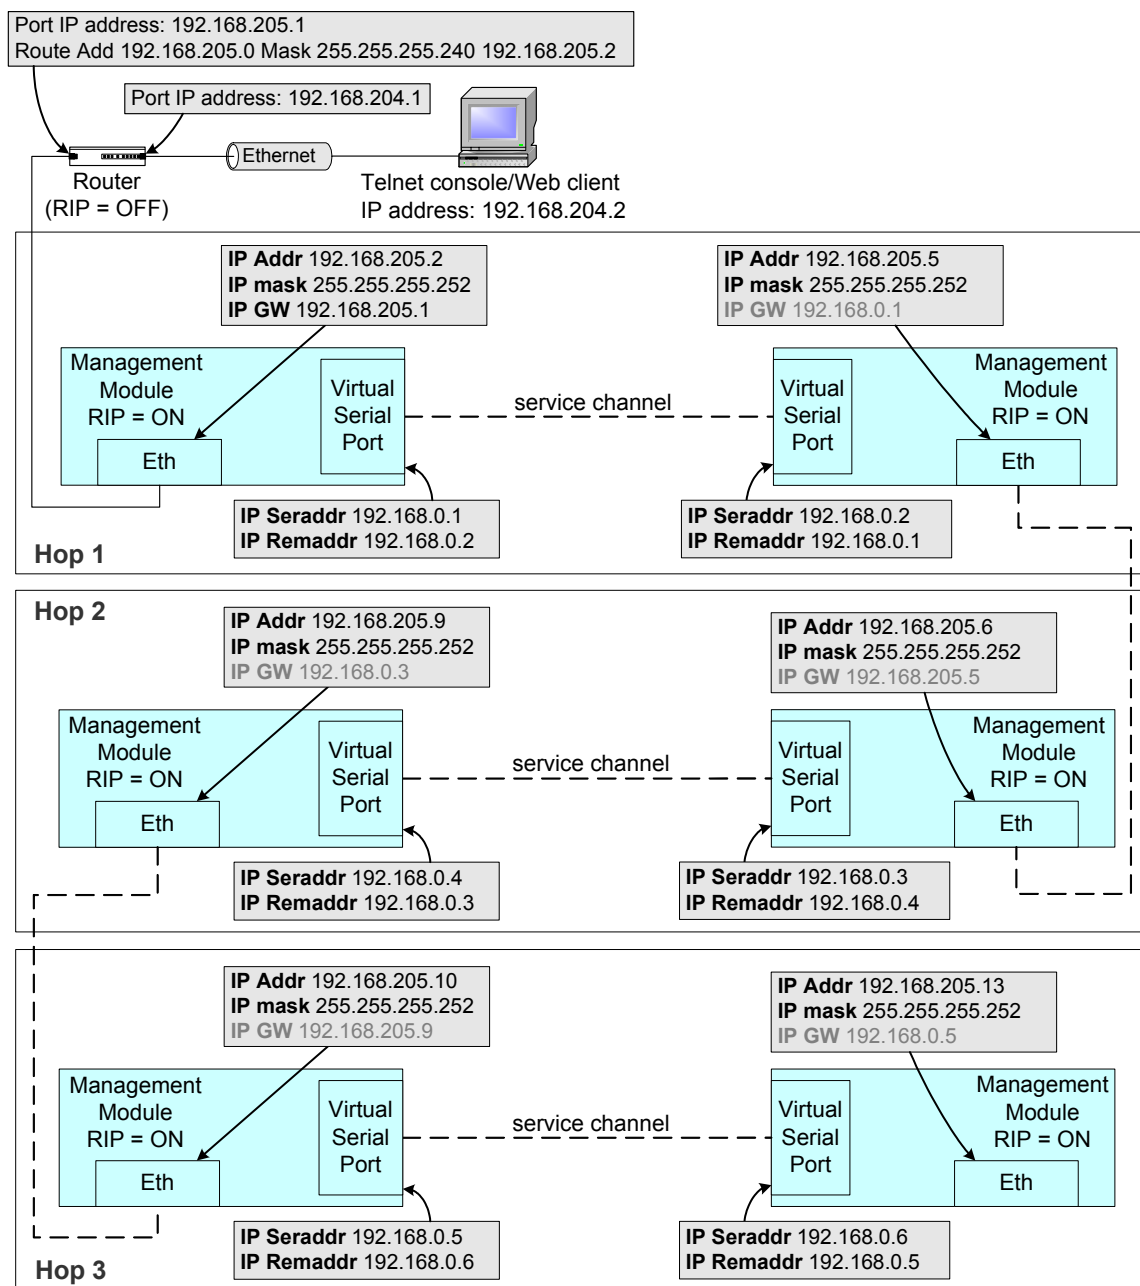 Port IP address: 192.168.205.1
Route Add 192.168.205.0 Mask 255.255.255.240 192.168.205.2
Port IP address: 192.168.204.1
Ethernet
Router
(RIP = OFF)
Telnet console/Web client
IP address: 192.168.204.2
IP Addr 192.168.205.2
IP mask 255.255.255.252
IP GW 192.168.205.1
IP Addr 192.168.205.5
IP mask 255.255.255.252
IP GW 192.168.0.1
Management
Module
RIP = ON
Eth
Virtual
Serial
Port
service channel
Virtual
Serial
Port
Management
Module
RIP = ON
Eth
IP Seraddr 192.168.0.1
IP Remaddr 192.168.0.2
IP Seraddr 192.168.0.2
IP Remaddr 192.168.0.1
Hop 1
Hop 2
IP Addr 192.168.205.9
IP mask 255.255.255.252
IP GW 192.168.0.3
IP Addr 192.168.205.6
IP mask 255.255.255.252
IP GW 192.168.205.5
Management
Module
RIP = ON
Eth
Virtual
Serial
Port
service channel
Virtual
Serial
Port
Management
Module
RIP = ON
Eth
IP Seraddr 192.168.0.4
IP Remaddr 192.168.0.3
IP Seraddr 192.168.0.3
IP Remaddr 192.168.0.4
IP Addr 192.168.205.10
IP mask 255.255.255.252
IP GW 192.168.205.9
IP Addr 192.168.205.13
IP mask 255.255.255.252
IP GW 192.168.0.5
Management
Module
RIP = ON
Eth
Virtual
Serial
Port
service channel
Virtual
Serial
Port
Management
Module
RIP = ON
Eth
IP Seraddr 192.168.0.5
IP Remaddr 192.168.0.6
IP Seraddr 192.168.0.6
IP Remaddr 192.168.0.5
Hop 3